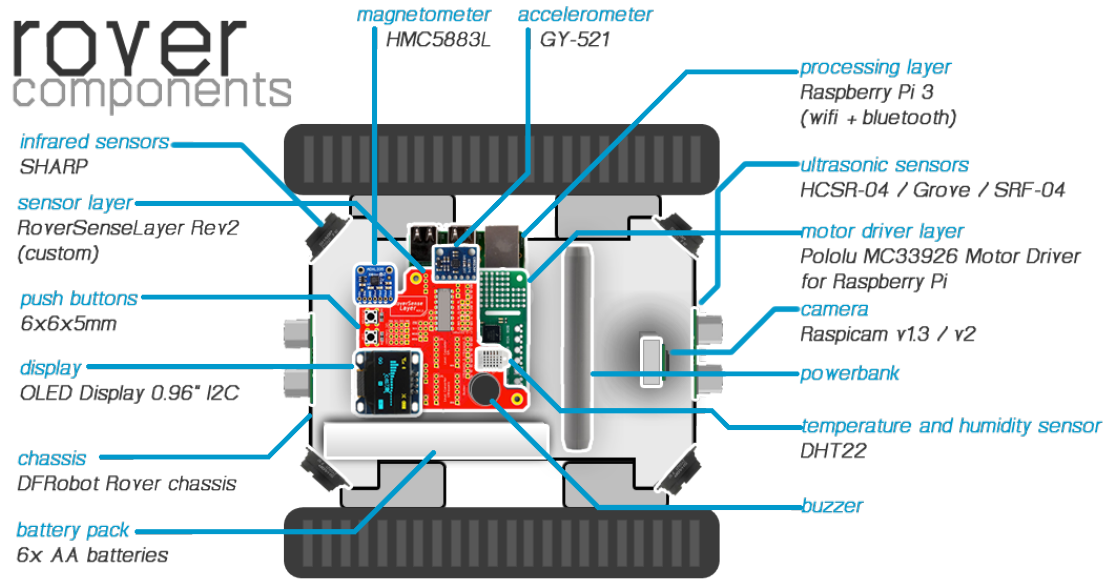 rover
components
magnetometer
HMC5883L
accelerometer
GY-521
infrared sensors
SHARP
sensor layer
RoverSenseLayer Rev2
(custom)
push buttons
6x6x5mm
display
OLED Display 0.96" I2C
chassis
DFRobot Rover chassis
battery pack
6x AA batteries
processing layer
Raspberry Pi 3
(wifi + bluetooth)
ultrasonic sensors
HCSR-04 / Grove / SRF-04
motor driver layer
Pololu MC33926 Motor Driver
for Raspberry Pi
camera
Raspicam v1.3 / v2
powerbank
temperature and humidity sensor
DHT22
buzzer
RoverSense
Layer